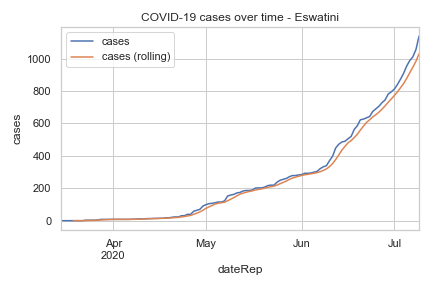 COVID-19 cases over time - Eswatini
cases
cases (rolling)
cases
1000
800
600
400
200
0
Apr
2020
May
Jun
Jul
dateRep